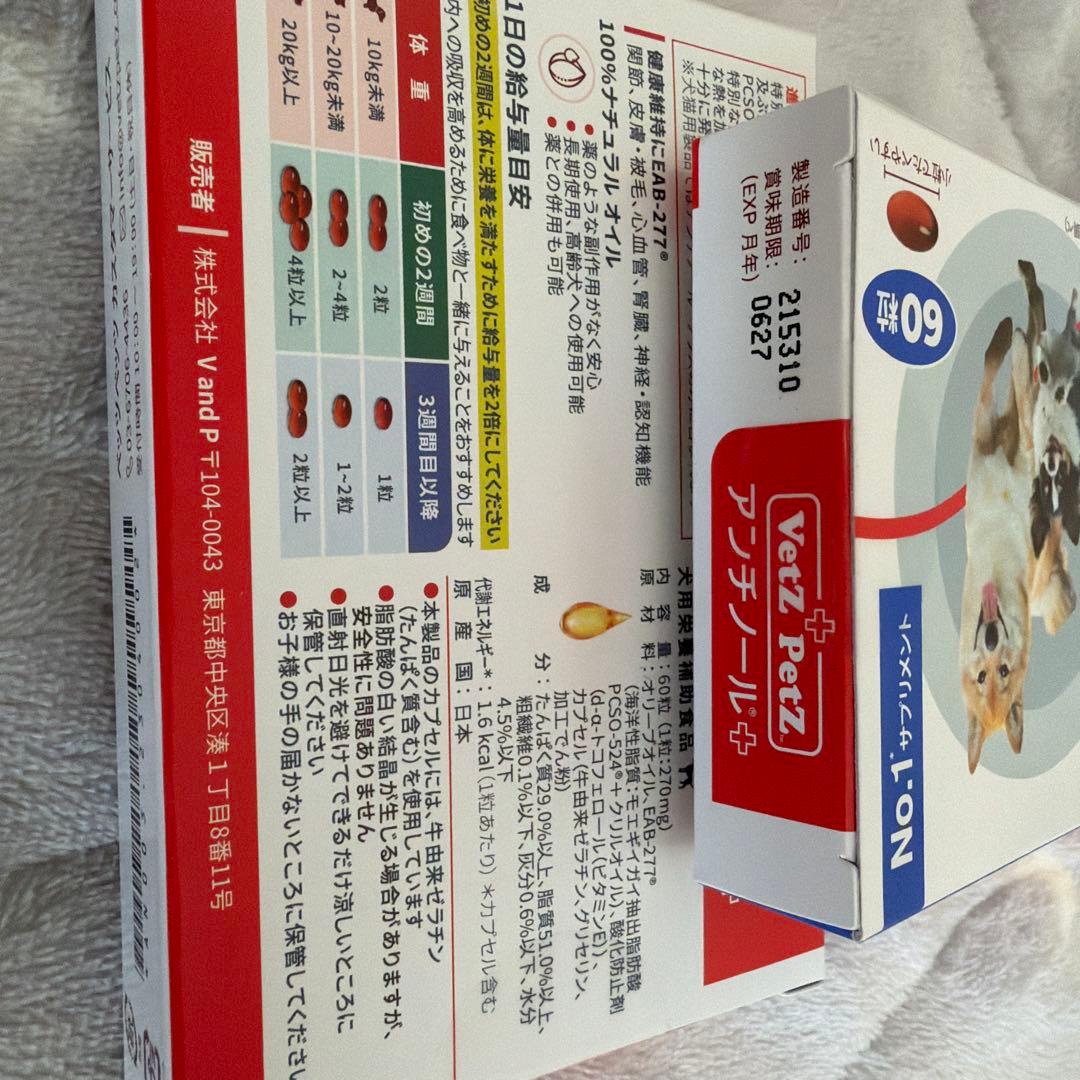 小粒でたべやすい
60粒
No.1 サプリメント
製造番号: 215310
賞味期限: 0627
(EXP 月年)
Vetz Petz
アンチノール®+
健康維持にEAB-277®
関節、皮膚・被毛、心血管、腎臓、神経・認知機能
100%ナチュラル オイル
●薬のような副作用がなく安心
●長期使用、高齢犬への使用可能
●薬との併用も可能
1日の給与量目安
初めの2週間は、体に栄養を満たすために給与量を2倍にしてください
内への吸収を高めるために食べ物と一緒に与えることをおすすめします
体重 初めの2週間 3週間目以降
10kg未満 2粒 1粒
10~20kg未満 2~4粒 1~2粒
20kg以上 4粒以上 2粒以上
犬用栄養補助食品
内容量:60粒(1粒:270mg)
原材料:オリーブオイル、EAB-277®
(海洋性脂質:モエギイガイ抽出脂肪酸
PCSO-524®+クリルオイル)、酸化防止剤
(d-α-トコフェロール(ビタミンE))、
カプセル(牛由来ゼラチン、グリセリン、
加工でん粉)
成分:たんぱく質29.0%以上、脂質51.0%以上、
粗繊維0.1%以下、灰分0.6%以下、水分
4.5%以下
代謝エネルギー*:1.6 kcal(1粒あたり) *カプセル含む
原産国:日本
●本製品のカプセルには、牛由来ゼラチン
(たんぱく質含む)を使用しています
●脂肪酸の白い結晶が生じる場合がありますが、
安全性に問題ありません
●直射日光を避けてできるだけ涼しいところに
保管してください
●お子様の手の届かないところに保管してください
販売者 株式会社 V and P 〒104-0043 東京都中央区湊1丁目8番11号